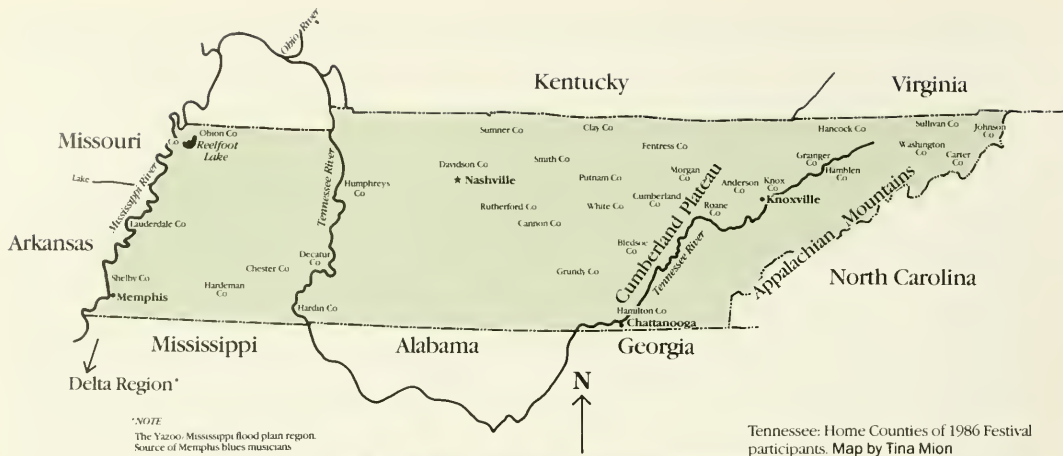 Ohio River*
Kentucky
Virginia
Missouri
Co
Obion Co
Reelfoot
Lake
Lake
Mississippi River
Tennessee River
Sumner Co
Clay Co
Fentress Co
Hancock Co
Sullivan Co
Johnson
Co
Washington
Co
Carter
Co
Grainger
Co
Hamblen
Co
Davidson Co
Nashville
Smith Co
Humphreys
Co
Putnam Co
Morgan
Co
Cumberland
Co
Anderson
Co
Knox
Co
Knoxville
Roane
Co
Rutherford Co
White Co
Cannon Co
Cumberland Plateau
Tennessee River
Appalachian Mountains
Arkansas
Lauderdale Co
Bledsoe
Co
Decatur
Co
Chester Co
Grundy Co
North Carolina
Shelby Co
Memphis
Hardeman
Co
Hardin Co
Hamilton Co
Chattanooga
Mississippi
Alabama
Georgia
Delta Region*
N
*NOTE
The Yazoo-Mississippi flood plain region.
Source of Memphis blues musicians
Tennessee: Home Counties of 1986 Festival
participants. Map by Tina Mion